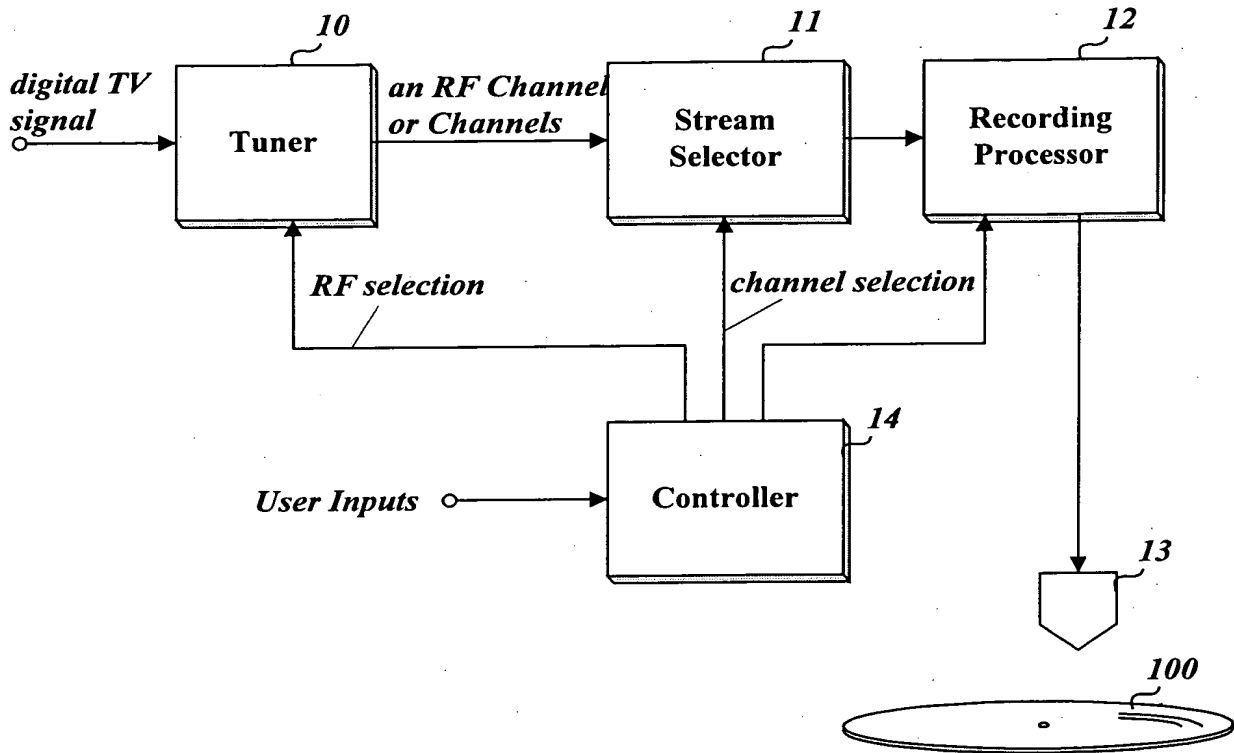 10
11
12
digital TV
signal
Tuner
an RF Channel
or Channels
Stream
Selector
Recording
Processor
RF selection
channel selection
14
User Inputs
Controller
13
100